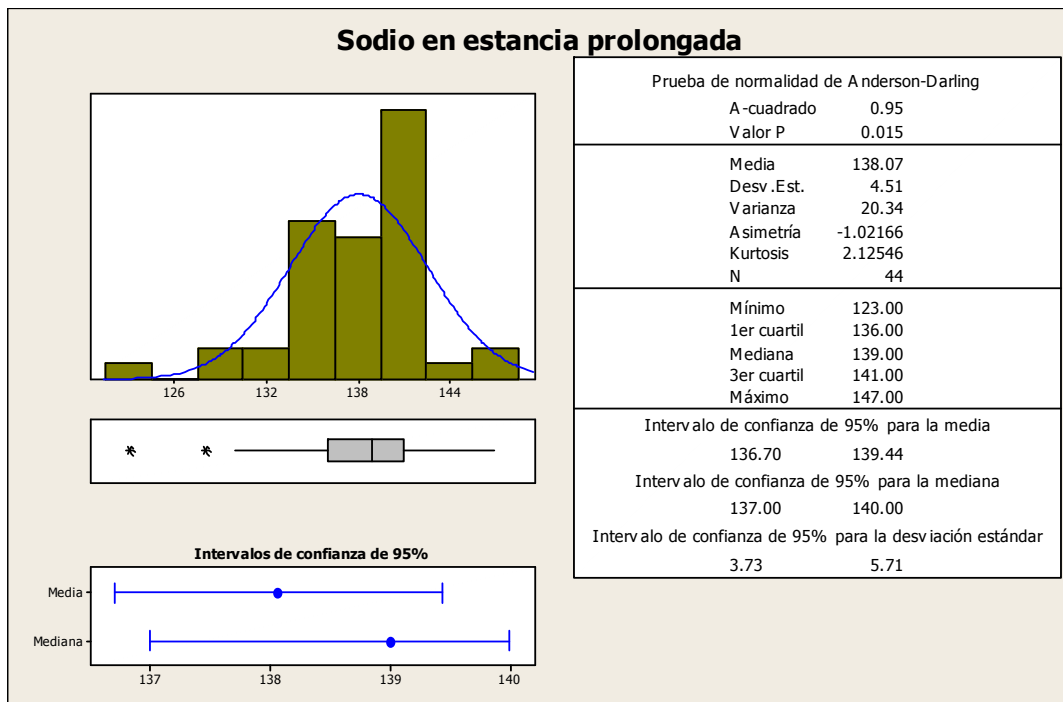 Sodio en estancia prolongada
126 132 138 144
Intervalos de confianza de 95%
Media
Mediana
137 138 139 140
Prueba de normalidad de Anderson-Darling
A-cuadrado 0.95
Valor P 0.015
Media 138.07
Desv.Est. 4.51
Varianza 20.34
Asimetría -1.02166
Kurtosis 2.12546
N 44
Mínimo 123.00
1er cuartil 136.00
Mediana 139.00
3er cuartil 141.00
Máximo 147.00
Intervalo de confianza de 95% para la media
136.70 139.44
Intervalo de confianza de 95% para la mediana
137.00 140.00
Intervalo de confianza de 95% para la desviación estándar
3.73 5.71